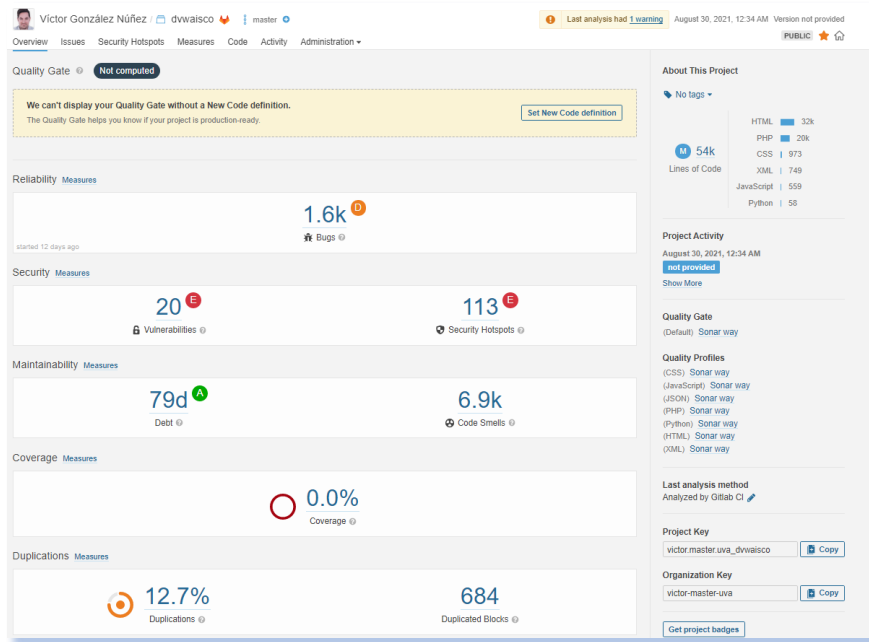 Víctor González Núñez / dvwaisco master
Last analysis had 1 warning August 30, 2021, 12:34 AM Version not provided
Overview Issues Security Hotspots Measures Code Activity Administration
PUBLIC
Quality Gate Not computed
We can't display your Quality Gate without a New Code definition.
The Quality Gate helps you know if your project is production-ready.
Set New Code definition
Reliability Measures
1.6k D
Bugs
started 12 days ago
Security Measures
20 E
Vulnerabilities
113 E
Security Hotspots
Maintainability Measures
79d A
Debt
6.9k
Code Smells
Coverage Measures
0.0%
Coverage
Duplications Measures
12.7%
Duplications
684
Duplicated Blocks
About This Project
No tags
M 54k
Lines of Code
HTML 32k
PHP 20k
CSS 973
XML 749
JavaScript 559
Python 58
Project Activity
August 30, 2021, 12:34 AM
not provided
Show More
Quality Gate
(Default) Sonar way
Quality Profiles
(CSS) Sonar way
(JavaScript) Sonar way
(JSON) Sonar way
(PHP) Sonar way
(Python) Sonar way
(HTML) Sonar way
(XML) Sonar way
Last analysis method
Analyzed by Gitlab CI
Project Key
victor.master.uva_dvwaisco Copy
Organization Key
victor-master-uva Copy
Get project badges